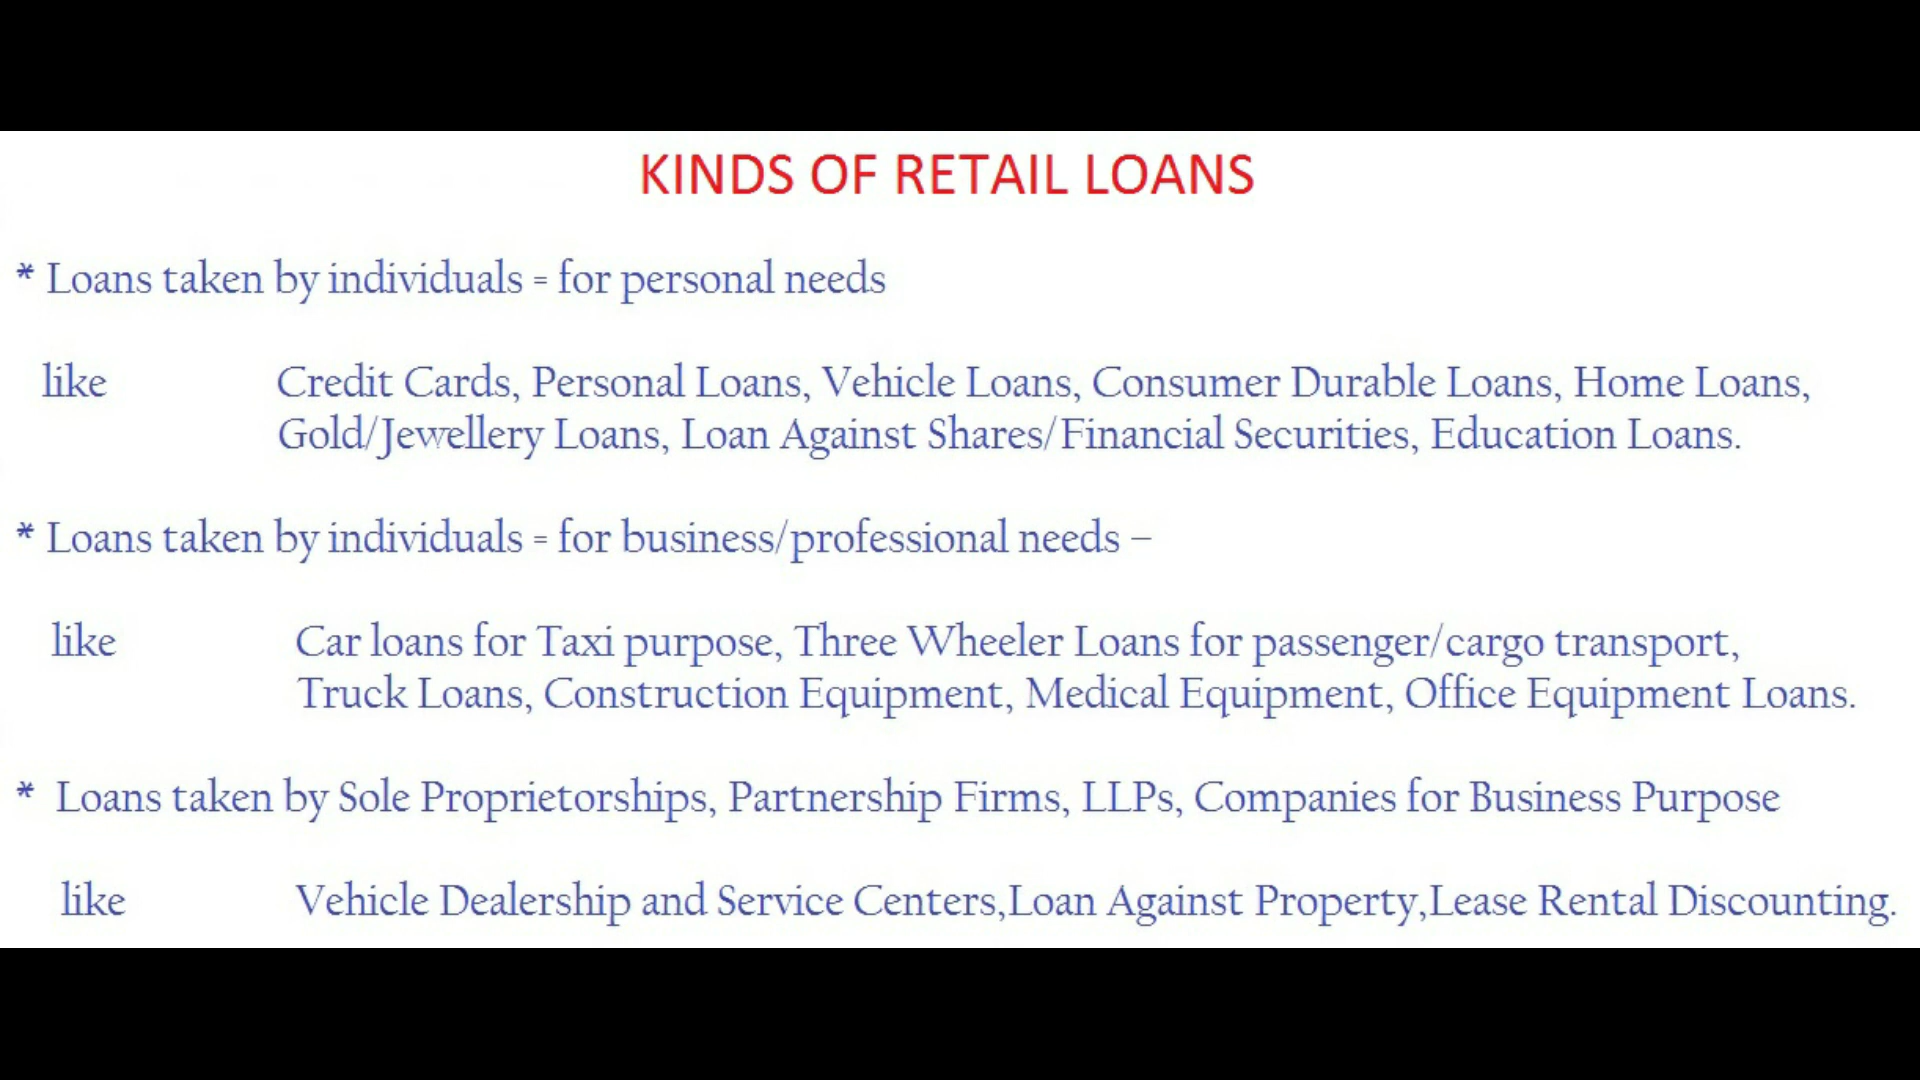 KINDS OF RETAIL LOANS
* Loans taken by individuals = for personal needs
like Credit Cards, Personal Loans, Vehicle Loans, Consumer Durable Loans, Home Loans,
Gold/Jewellery Loans, Loan Against Shares/Financial Securities, Education Loans.
* Loans taken by individuals = for business/professional needs –
like Car loans for Taxi purpose, Three Wheeler Loans for passenger/cargo transport,
Truck Loans, Construction Equipment, Medical Equipment, Office Equipment Loans.
* Loans taken by Sole Proprietorships, Partnership Firms, LLPs, Companies for Business Purpose
like Vehicle Dealership and Service Centers,Loan Against Property,Lease Rental Discounting.